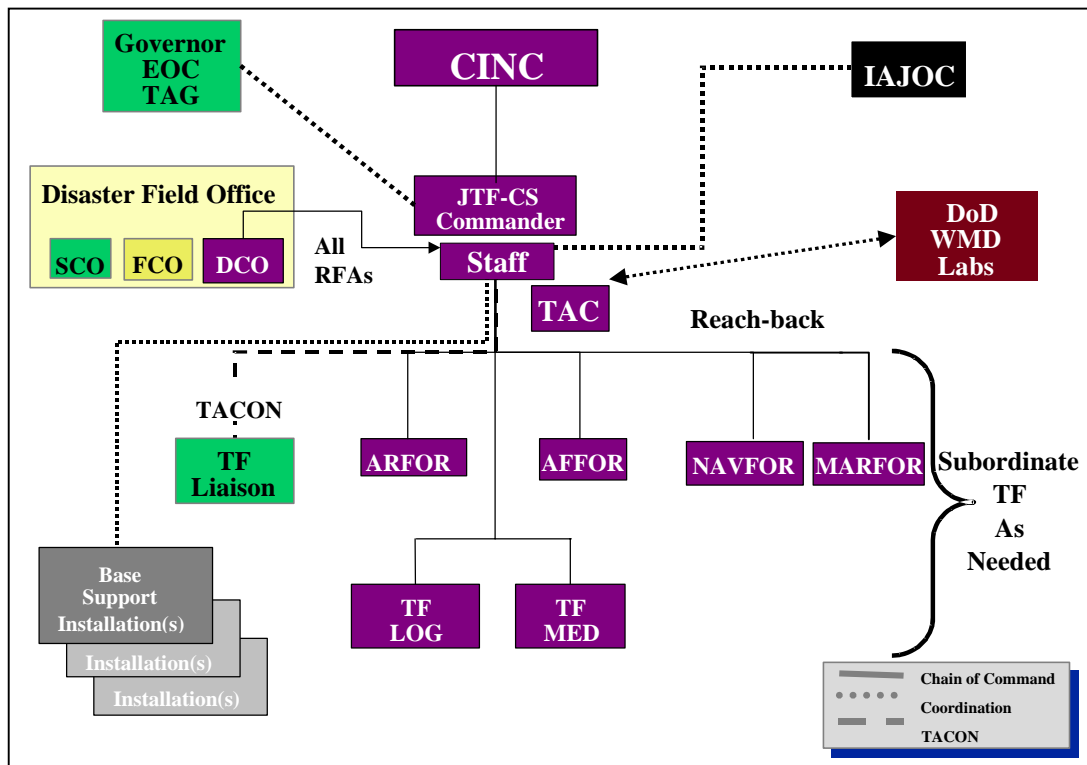 Governor
EOC
TAG
CINC
IAJOC
Disaster Field Office
SCO
FCO
DCO
All
RFAs
JTF-CS
Commander
Staff
TAC
DoD
WMD
Labs
Reach-back
TACON
TF
Liaison
ARFOR
AFFOR
NAVFOR
MARFOR
Subordinate
TF
As
Needed
Base
Support
Installation(s)
Installation(s)
Installation(s)
TF
LOG
TF
MED
Chain of Command
Coordination
TACON